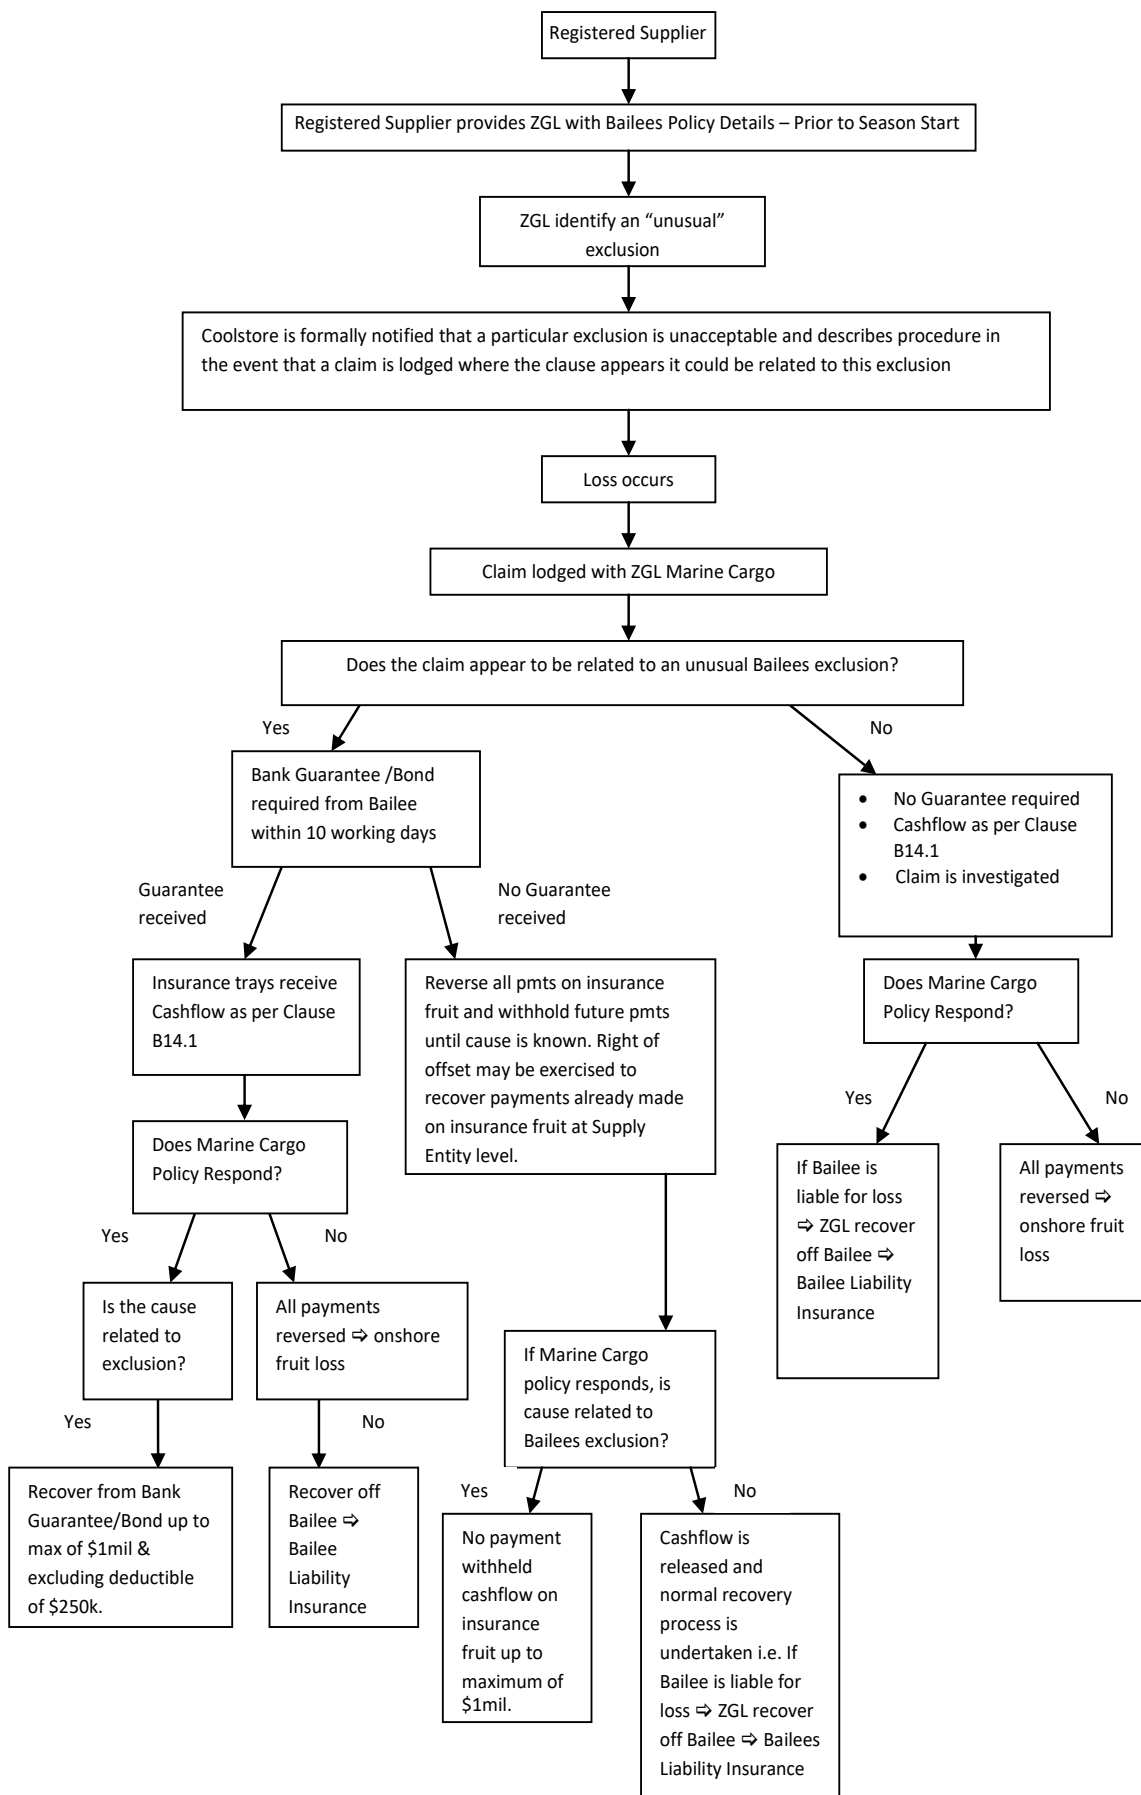 Registered Supplier
Registered Supplier provides ZGL with Bailees Policy Details – Prior to Season Start
ZGL identify an “unusual”
exclusion
Coolstore is formally notified that a particular exclusion is unacceptable and describes procedure in
the event that a claim is lodged where the clause appears it could be related to this exclusion
Loss occurs
Claim lodged with ZGL Marine Cargo
Does the claim appear to be related to an unusual Bailees exclusion?
Yes
No
Bank Guarantee /Bond
required from Bailee
within 10 working days
• No Guarantee required
• Cashflow as per Clause
B14.1
• Claim is investigated
Guarantee
received
No Guarantee
received
Insurance trays receive
Cashflow as per Clause
B14.1
Reverse all pmts on insurance
fruit and withhold future pmts
until cause is known. Right of
offset may be exercised to
recover payments already made
on insurance fruit at Supply
Entity level.
Does Marine Cargo
Policy Respond?
Yes
No
Does Marine Cargo
Policy Respond?
If Bailee is
liable for loss
⇨ ZGL recover
off Bailee ⇨
Bailee Liability
Insurance
All payments
reversed ⇨
onshore fruit
loss
Yes
No
Is the cause
related to
exclusion?
All payments
reversed ⇨ onshore
fruit loss
If Marine Cargo
policy responds, is
cause related to
Bailees exclusion?
Yes
No
Recover from Bank
Guarantee/Bond up to
max of $1mil &
excluding deductible
of $250k.
Recover off
Bailee ⇨
Bailee
Liability
Insurance
Yes
No
No payment
withheld
cashflow on
insurance
fruit up to
maximum of
$1mil.
Cashflow is
released and
normal recovery
process is
undertaken i.e. If
Bailee is liable for
loss ⇨ ZGL recover
off Bailee ⇨ Bailees
Liability Insurance